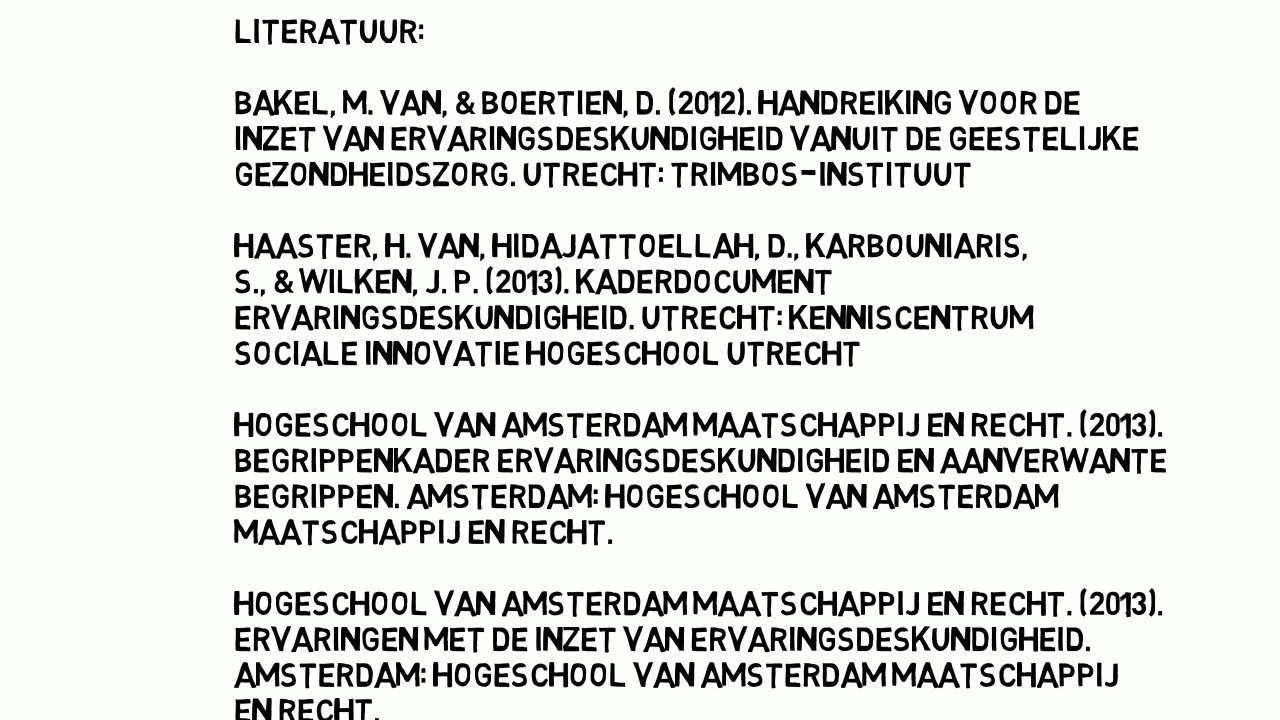 LITERATUUR:
BAKEL, M. VAN, & BOERTIEN, D. (2012). HANDREIKING VOOR DE
INZET VAN ERVARINGSDESKUNDIGHEID VANUIT DE GEESTELIJKE
GEZONDHEIDSZORG. UTRECHT: TRIMBOS-INSTITUUT
HAASTER, H. VAN, HIDAJATTOELLAH, D., KARBOUNIARIS,
S., & WILKEN, J. P. (2013). KADERDOCUMENT
ERVARINGSDESKUNDIGHEID. UTRECHT: KENNISCENTRUM
SOCIALE INNOVATIE HOGESCHOOL UTRECHT
HOGESCHOOL VAN AMSTERDAM MAATSCHAPPIJ EN RECHT. (2013).
BEGRIPPENKADER ERVARINGSDESKUNDIGHEID EN AANVERWANTE
BEGRIPPEN. AMSTERDAM: HOGESCHOOL VAN AMSTERDAM
MAATSCHAPPIJ EN RECHT.
HOGESCHOOL VAN AMSTERDAM MAATSCHAPPIJ EN RECHT. (2013).
ERVARINGEN MET DE INZET VAN ERVARINGSDESKUNDIGHEID.
AMSTERDAM: HOGESCHOOL VAN AMSTERDAM MAATSCHAPPIJ
EN RECHT.